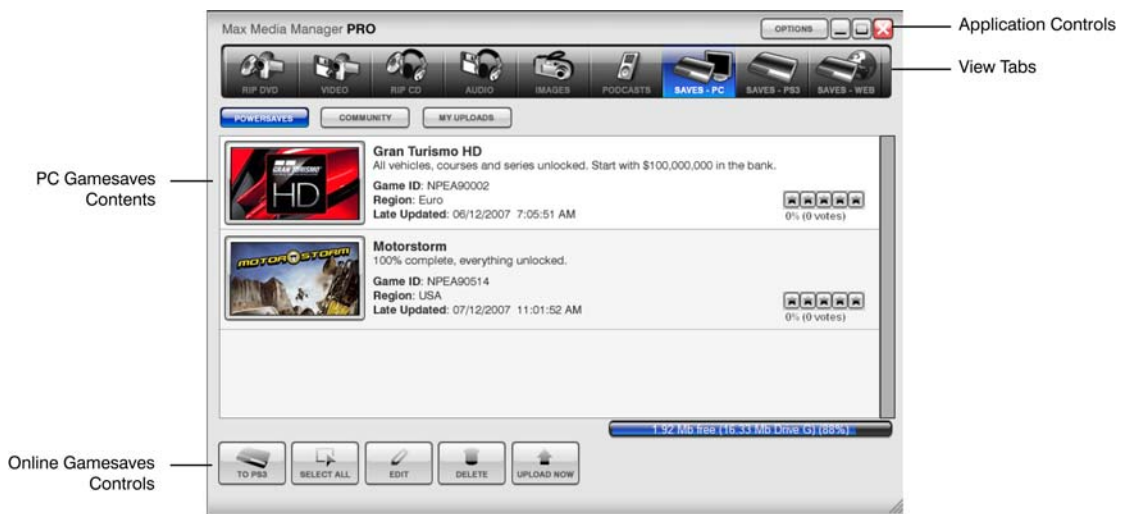 Max Media Manager PRO
OPTIONS
Application Controls
RIP DVD
VIDEO
RIP CD
AUDIO
IMAGES
PODCASTS
SAVES - PC
SAVES - PS3
SAVES - WEB
View Tabs
POWERSAVES
COMMUNITY
MY UPLOADS
PC Gamesaves
Contents
GRAN TURISMO
HD
Gran Turismo HD
All vehicles, courses and series unlocked. Start with $100,000,000 in the bank.
Game ID: NPEA90002
Region: Euro
Late Updated: 06/12/2007 7:05:51 AM
0% (0 votes)
MOTORSTORM
Motorstorm
100% complete, everything unlocked.
Game ID: NPEA90514
Region: USA
Late Updated: 07/12/2007 11:01:52 AM
0% (0 votes)
1.92 Mb free (16.33 Mb Drive G) (88%)
Online Gamesaves
Controls
TO PS3
SELECT ALL
EDIT
DELETE
UPLOAD NOW